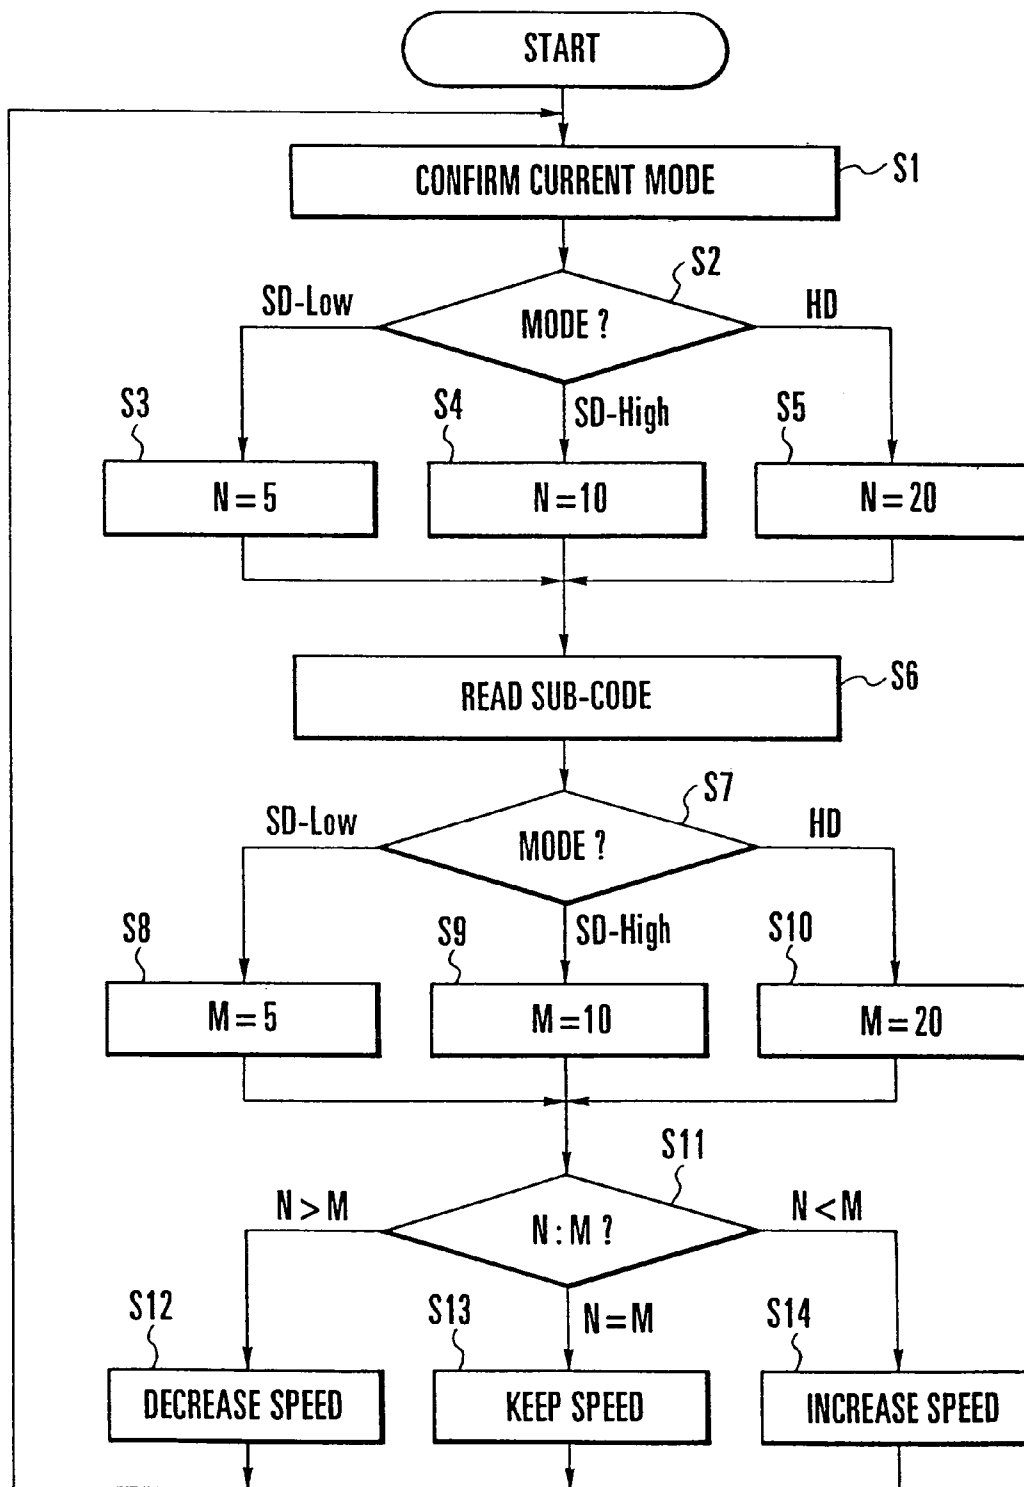 START
CONFIRM CURRENT MODE
S1
S2
SD-Low
MODE ?
HD
S3
S4
SD-High
S5
N = 5
N = 10
N = 20
READ SUB-CODE
S6
S7
SD-Low
MODE ?
HD
S8
S9
SD-High
S10
M = 5
M = 10
M = 20
S11
N > M
N : M ?
N < M
S12
S13
N = M
S14
DECREASE SPEED
KEEP SPEED
INCREASE SPEED